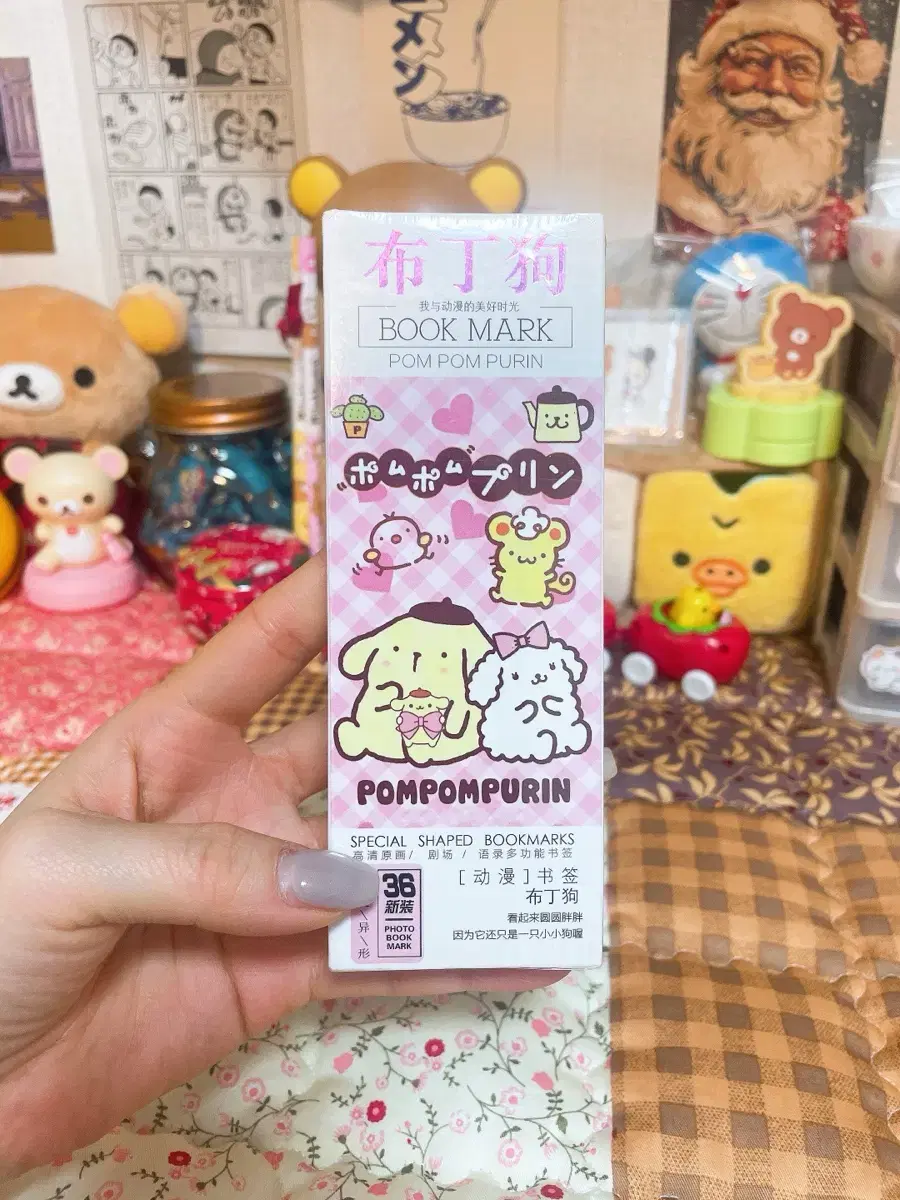 メン
布丁狗
我与动漫的美好时光
BOOK MARK
POM POM PURIN
P
ポムポムプリン
POMPOMPURIN
SPECIAL SHAPED BOOKMARKS
高清原画/ 剧场 / 语录多功能书签
36
新装
PHOTO
BOOK
MARK
\异\形
[动漫]书签
布丁狗
看起来圆圆胖胖
因为它还只是一只小小狗喔